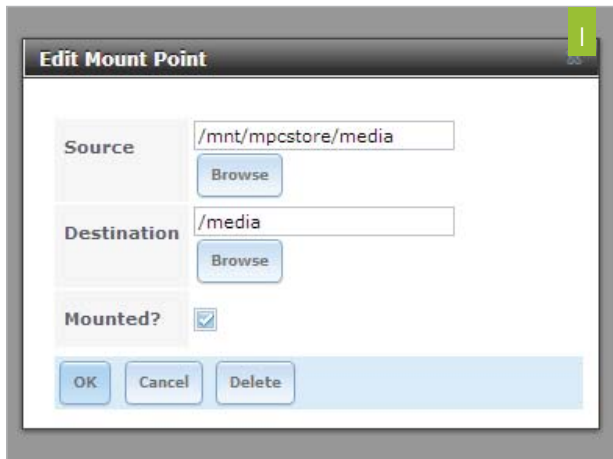 Edit Mount Point
Source
/mnt/mpcstore/media
Browse
Destination
/media
Browse
Mounted?
OK
Cancel
Delete